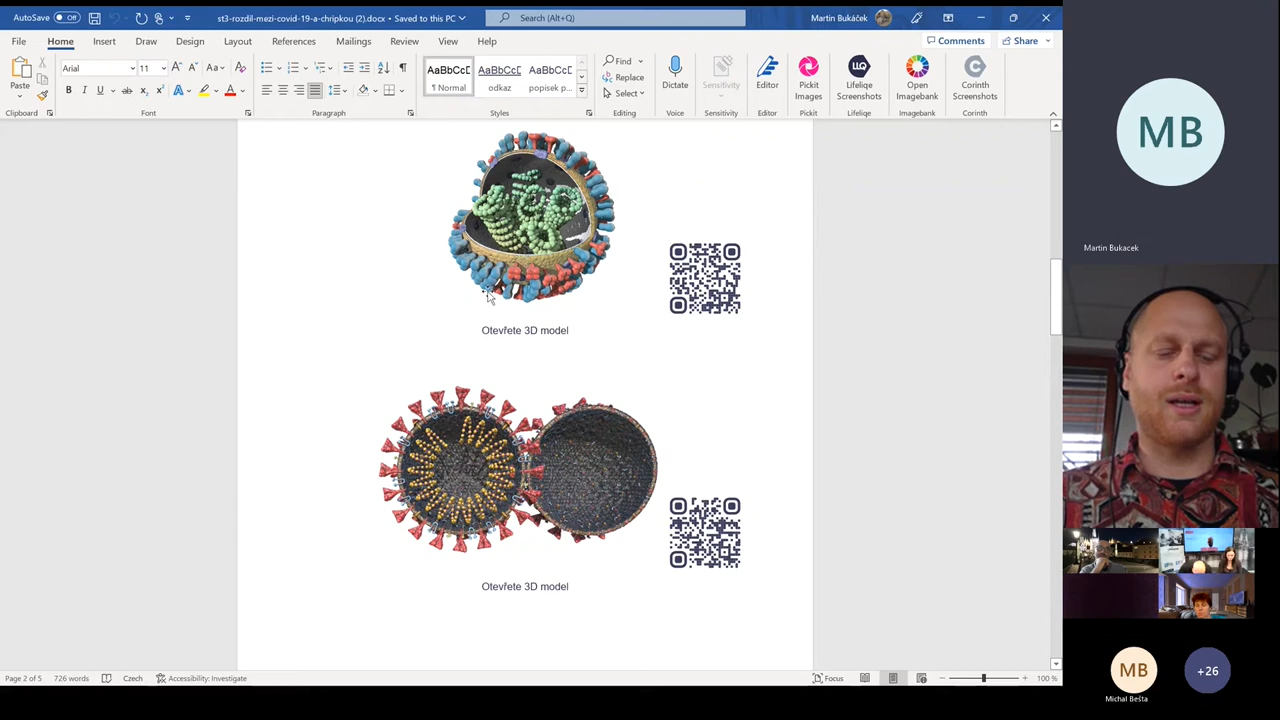 AutoSave Off
st3-rozdil-mezi-covid-19-a-chripkou (2).docx • Saved to this PC
Search (Alt+Q)
Martin Bukáček
File Home Insert Draw Design Layout References Mailings Review View Help
Comments Share
Paste
Clipboard
Arial 11
Font
Paragraph
AaBbCcD AaBbCcD AaBbCcD
¶ Normal odkaz popisek p...
Styles
Find
Replace
Select
Editing
Dictate
Voice
Sensitivity
Sensitivity
Editor
Editor
Pickit Images
Pickit
Lifeliqe Screenshots
Lifeliqe
Open Imagebank
Imagebank
Corinth Screenshots
Corinth
Otevřete 3D model
Otevřete 3D model
Page 2 of 5 726 words Czech Accessibility: Investigate
Focus 100 %
MB
Martin Bukacek
MB
Michal Bešta
+26